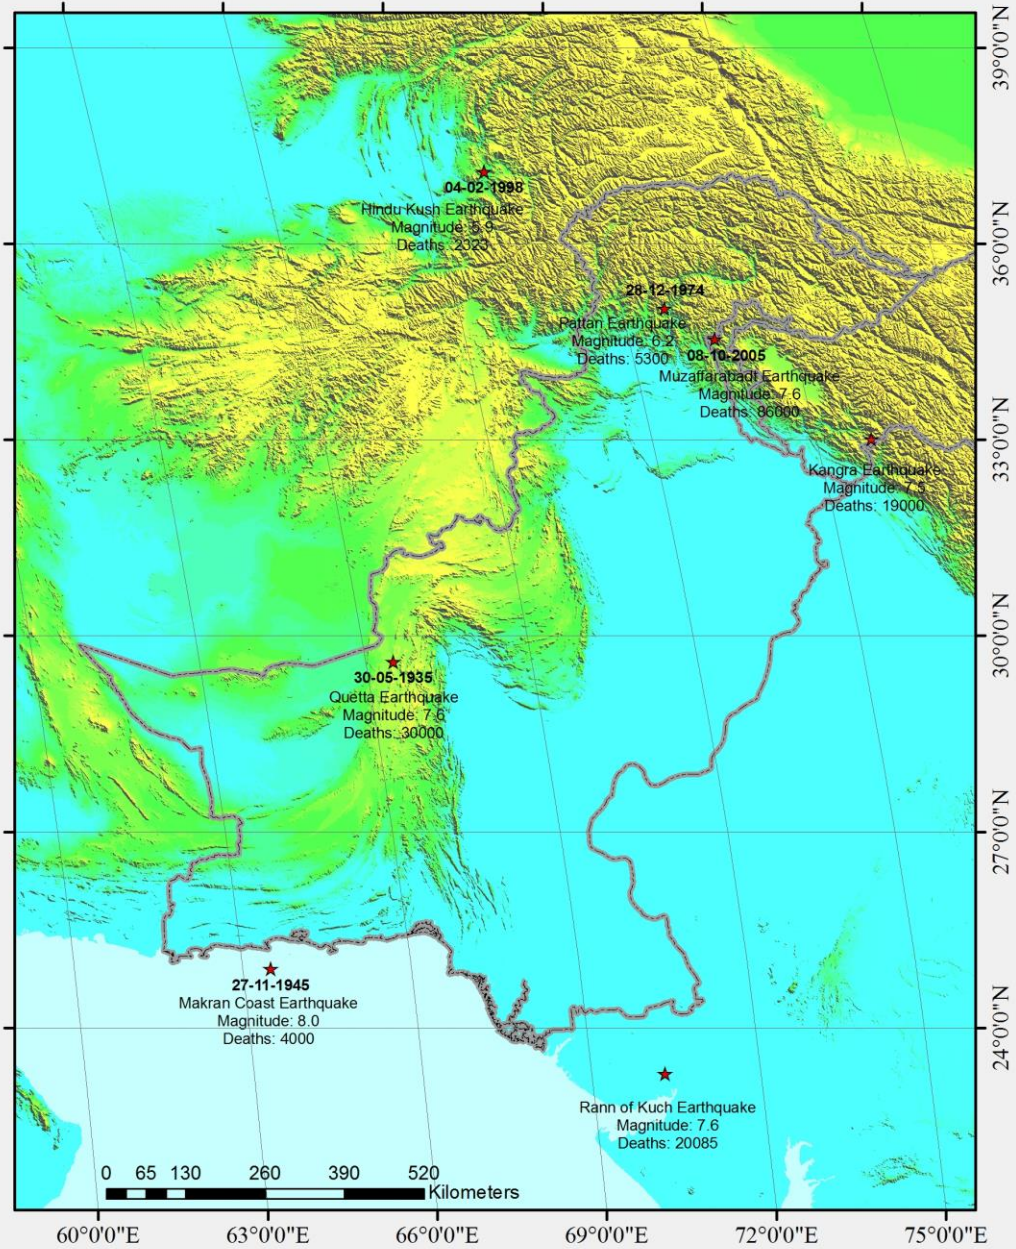 39°0'0"N
04-02-1998
Hindu Kush Earthquake
Magnitude: 5.9
Deaths: 2323
36°0'0"N
28-12-1974
Pattan Earthquake
Magnitude: 6.2
Deaths: 5300
08-10-2005
Muzaffarabadt Earthquake
Magnitude: 7.6
Deaths: 86000
33°0'0"N
Kangra Earthquake
Magnitude: 7.5
Deaths: 19000
30°0'0"N
30-05-1935
Quetta Earthquake
Magnitude: 7.6
Deaths: 30000
27°0'0"N
27-11-1945
Makran Coast Earthquake
Magnitude: 8.0
Deaths: 4000
24°0'0"N
Rann of Kuch Earthquake
Magnitude: 7.6
Deaths: 20085
0 65 130 260 390 520
Kilometers
60°0'0"E 63°0'0"E 66°0'0"E 69°0'0"E 72°0'0"E 75°0'0"E